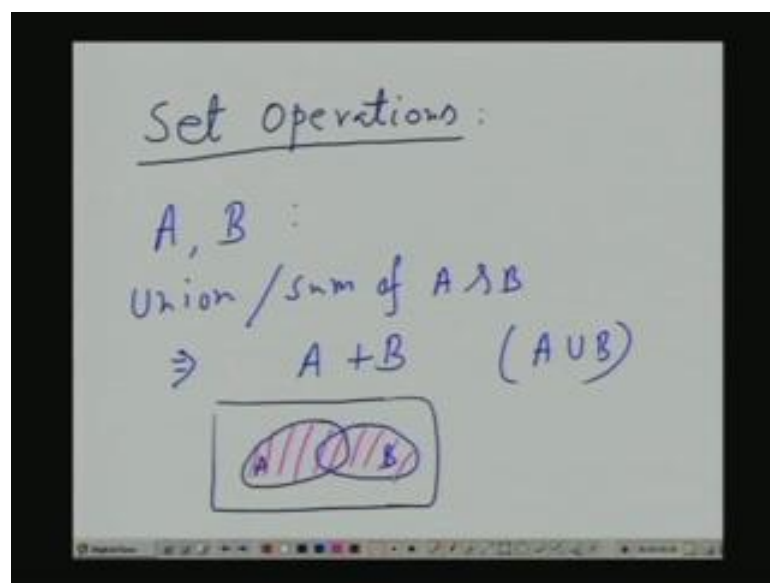 Set Operations :
A, B :
Union / sum of A & B
⇒ A + B (A ∪ B)
A B